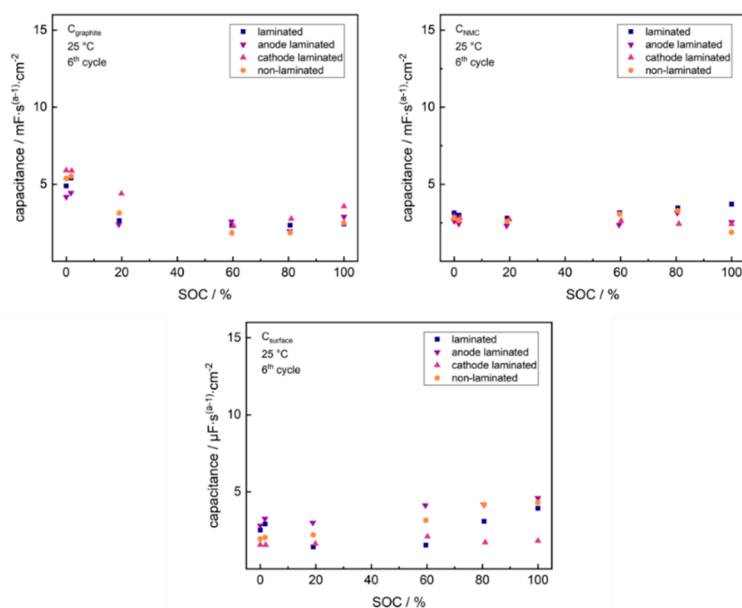 C_graphite
25 °C
6th cycle
laminated
anode laminated
cathode laminated
non-laminated
capacitance / mF·s(a-1)·cm-2
15
10
5
0 20 40 60 80 100
SOC / %
C_NMC
25 °C
6th cycle
laminated
anode laminated
cathode laminated
non-laminated
capacitance / mF·s(a-1)·cm-2
15
10
5
0 20 40 60 80 100
SOC / %
C_surface
25 °C
6th cycle
laminated
anode laminated
cathode laminated
non-laminated
capacitance / µF·s(a-1)·cm-2
15
10
5
0 20 40 60 80 100
SOC / %